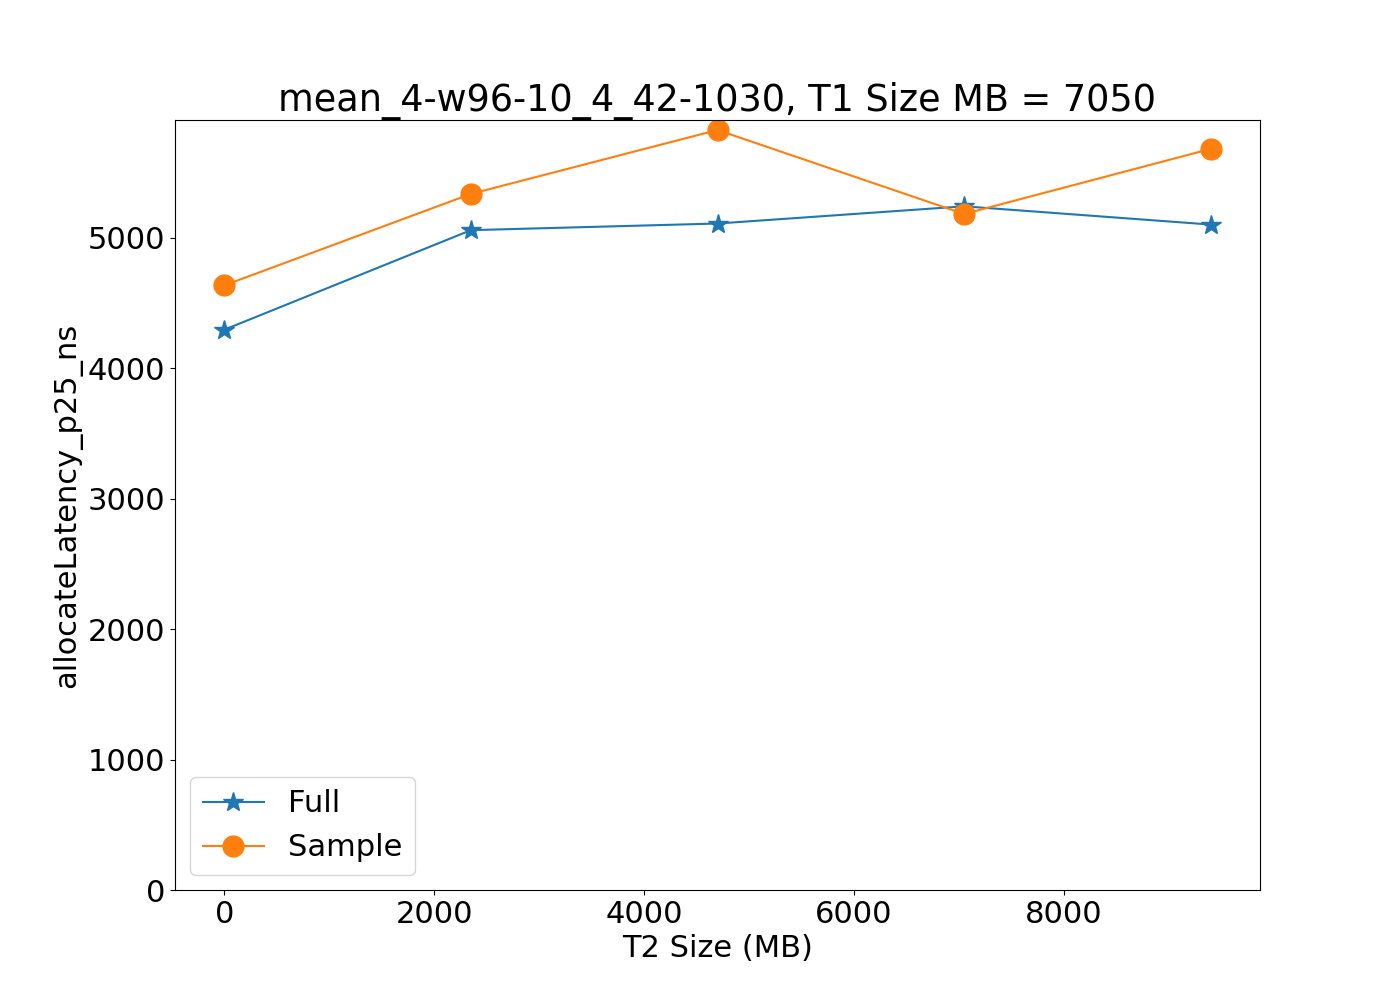 mean_4-w96-10_4_42-1030, T1 Size MB = 7050
allocateLatency_p25_ns
5000
4000
3000
2000
1000
0
Full
Sample
0 2000 4000 6000 8000
T2 Size (MB)